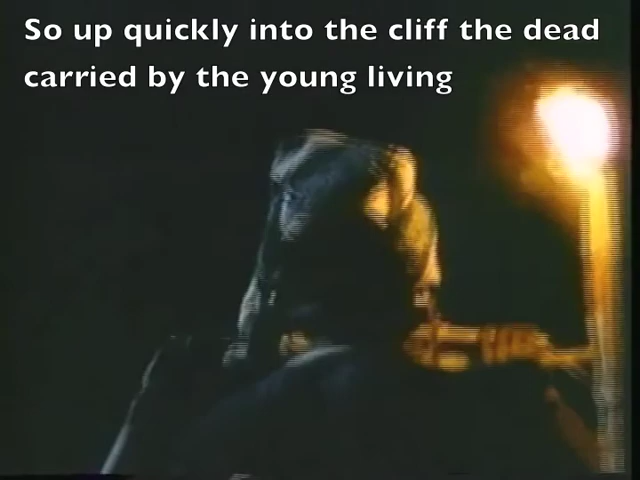 So up quickly into the cliff the dead
carried by the young living